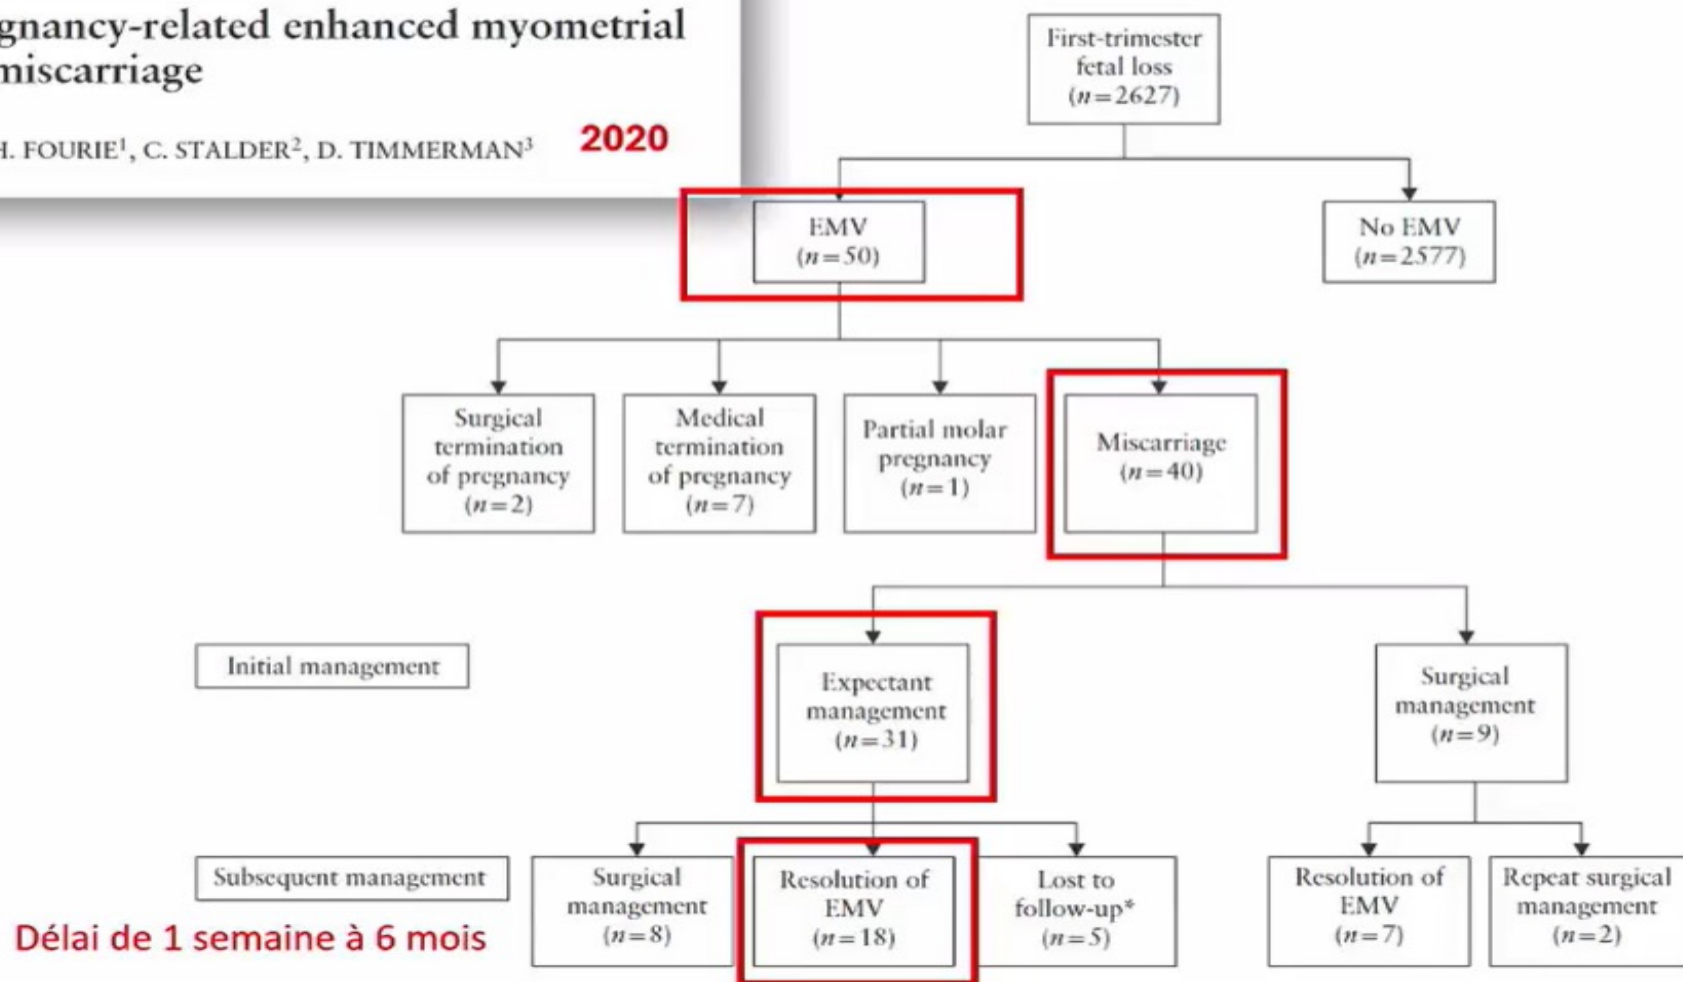 gnancy-related enhanced myometrial
miscarriage
H. FOURIE¹, C. STALDER², D. TIMMERMAN³
2020
First-trimester
fetal loss
(n=2627)
EMV
(n=50)
No EMV
(n=2577)
Surgical
termination
of pregnancy
(n=2)
Medical
termination
of pregnancy
(n=7)
Partial molar
pregnancy
(n=1)
Miscarriage
(n=40)
Initial management
Expectant
management
(n=31)
Surgical
management
(n=9)
Subsequent management
Surgical
management
(n=8)
Resolution of
EMV
(n=18)
Lost to
follow-up*
(n=5)
Resolution of
EMV
(n=7)
Repeat surgical
management
(n=2)
Délai de 1 semaine à 6 mois